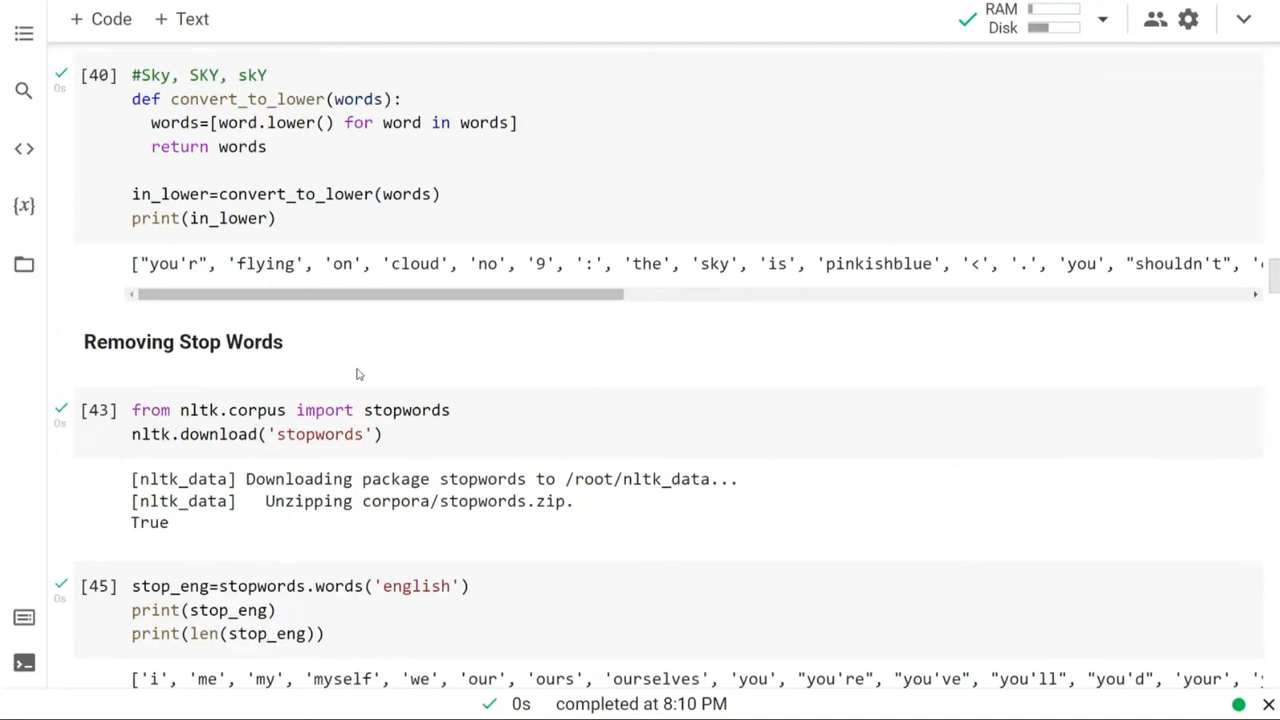 + Code + Text
RAM
Disk
[40] #Sky, SKY, skY
0s
def convert_to_lower(words):
words=[word.lower() for word in words]
return words
in_lower=convert_to_lower(words)
print(in_lower)
["you'r", 'flying', 'on', 'cloud', 'no', '9', ':', 'the', 'sky', 'is', 'pinkishblue', '<', '.', 'you', "shouldn't", '
Removing Stop Words
[43] from nltk.corpus import stopwords
0s
nltk.download('stopwords')
[nltk_data] Downloading package stopwords to /root/nltk_data...
[nltk_data] Unzipping corpora/stopwords.zip.
True
[45] stop_eng=stopwords.words('english')
0s
print(stop_eng)
print(len(stop_eng))
['i', 'me', 'my', 'myself', 'we', 'our', 'ours', 'ourselves', 'you', "you're", "you've", "you'll", "you'd", 'your', '
0s completed at 8:10 PM